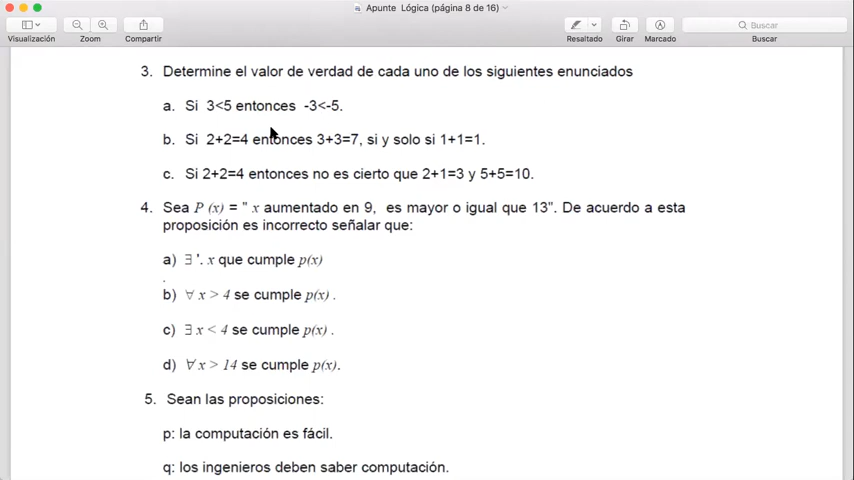 Apunte Lógica (página 8 de 16)
Visualización Zoom Compartir Resaltado Girar Marcado Buscar Buscar
3. Determine el valor de verdad de cada uno de los siguientes enunciados
a. Si 3<5 entonces -3<-5.
b. Si 2+2=4 entonces 3+3=7, si y solo si 1+1=1.
c. Si 2+2=4 entonces no es cierto que 2+1=3 y 5+5=10.
4. Sea P (x) = " x aumentado en 9, es mayor o igual que 13". De acuerdo a esta
proposición es incorrecto señalar que:
a) ∃ '. x que cumple p(x)
.
b) ∀ x > 4 se cumple p(x) .
c) ∃ x < 4 se cumple p(x) .
d) ∀ x > 14 se cumple p(x).
5. Sean las proposiciones:
p: la computación es fácil.
q: los ingenieros deben saber computación.